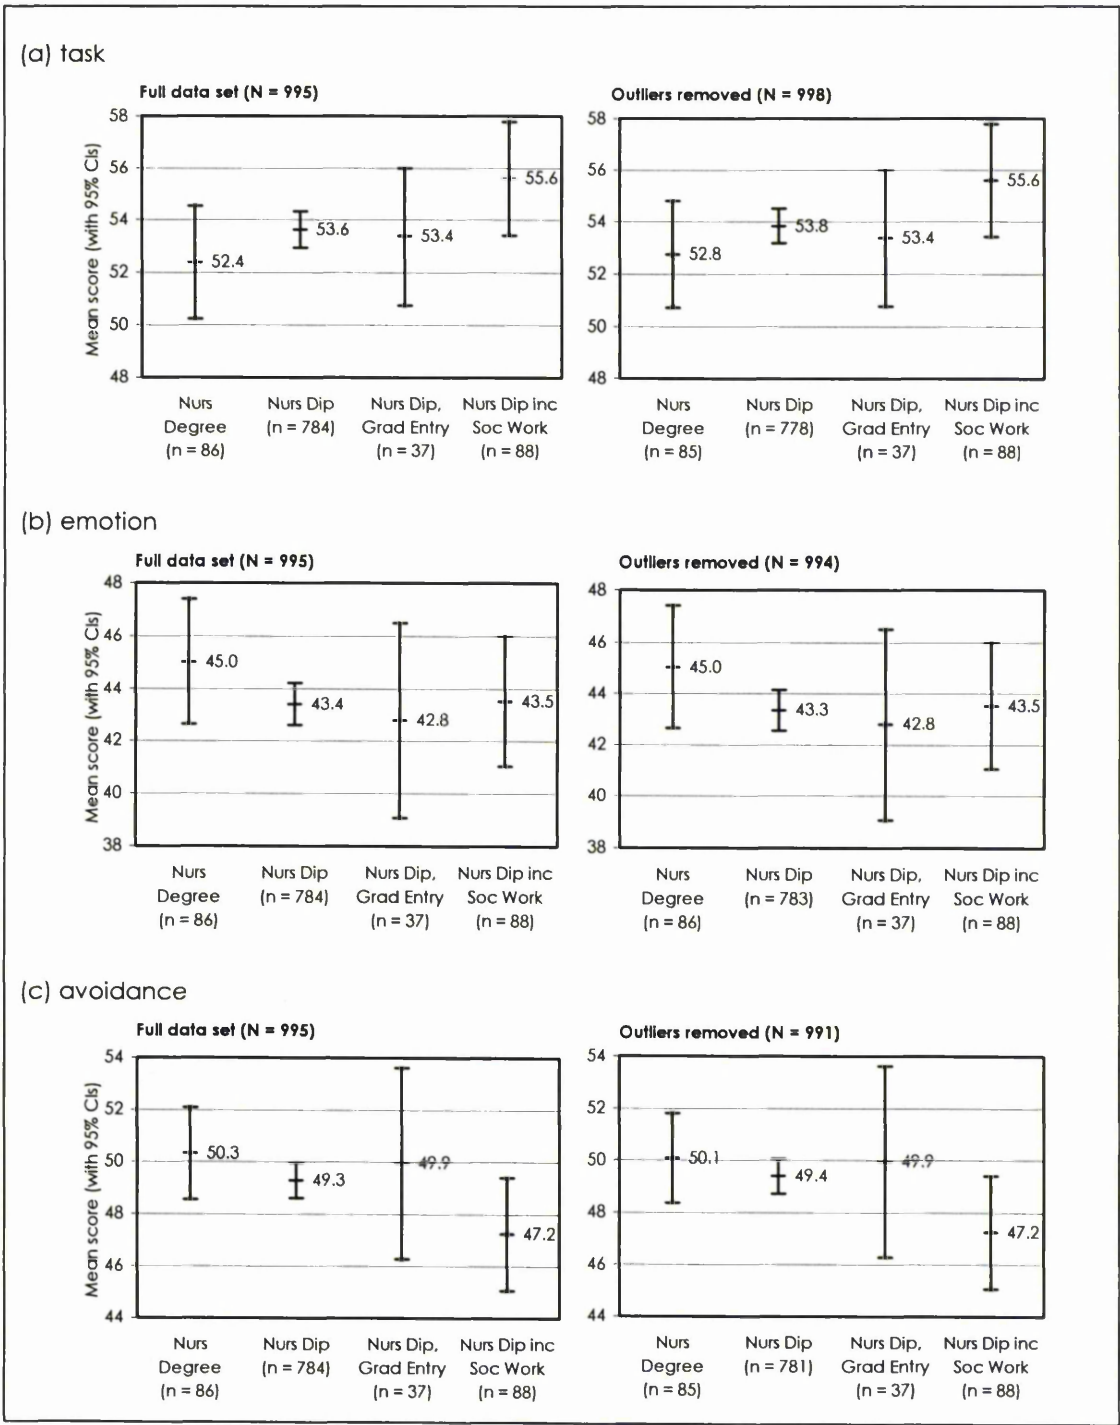 (a) task
Full data set (N = 995)
Mean score (with 95% CIs)
58
56
54
52
50
48
52.4
53.6
53.4
55.6
Nurs Nurs Dip Nurs Dip, Nurs Dip inc
Degree (n = 784) Grad Entry Soc Work
(n = 86) (n = 37) (n = 88)
Outliers removed (N = 998)
58
56
54
52
50
48
52.8
53.8
53.4
55.6
Nurs Nurs Dip Nurs Dip, Nurs Dip inc
Degree (n = 778) Grad Entry Soc Work
(n = 85) (n = 37) (n = 88)
(b) emotion
Full data set (N = 995)
Mean score (with 95% CIs)
48
46
44
42
40
38
45.0
43.4
42.8
43.5
Nurs Nurs Dip Nurs Dip, Nurs Dip inc
Degree (n = 784) Grad Entry Soc Work
(n = 86) (n = 37) (n = 88)
Outliers removed (N = 994)
48
46
44
42
40
38
45.0
43.3
42.8
43.5
Nurs Nurs Dip Nurs Dip, Nurs Dip inc
Degree (n = 783) Grad Entry Soc Work
(n = 86) (n = 37) (n = 88)
(c) avoidance
Full data set (N = 995)
Mean score (with 95% CIs)
54
52
50
48
46
44
50.3
49.3
49.9
47.2
Nurs Nurs Dip Nurs Dip, Nurs Dip inc
Degree (n = 784) Grad Entry Soc Work
(n = 86) (n = 37) (n = 88)
Outliers removed (N = 991)
54
52
50
48
46
44
50.1
49.4
49.9
47.2
Nurs Nurs Dip Nurs Dip, Nurs Dip inc
Degree (n = 781) Grad Entry Soc Work
(n = 85) (n = 37) (n = 88)